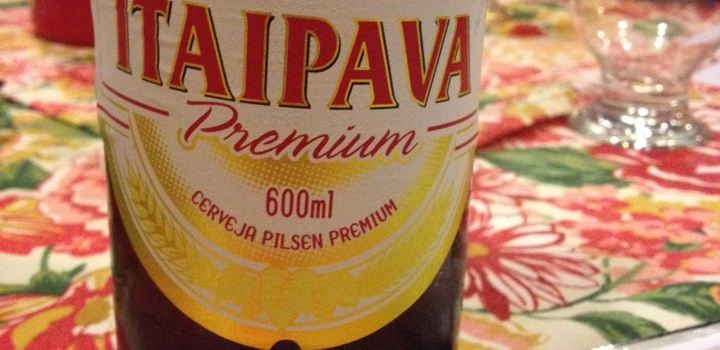 ITAIPAVA
Premium
600ml
CERVEJA PILSEN PREMIUM